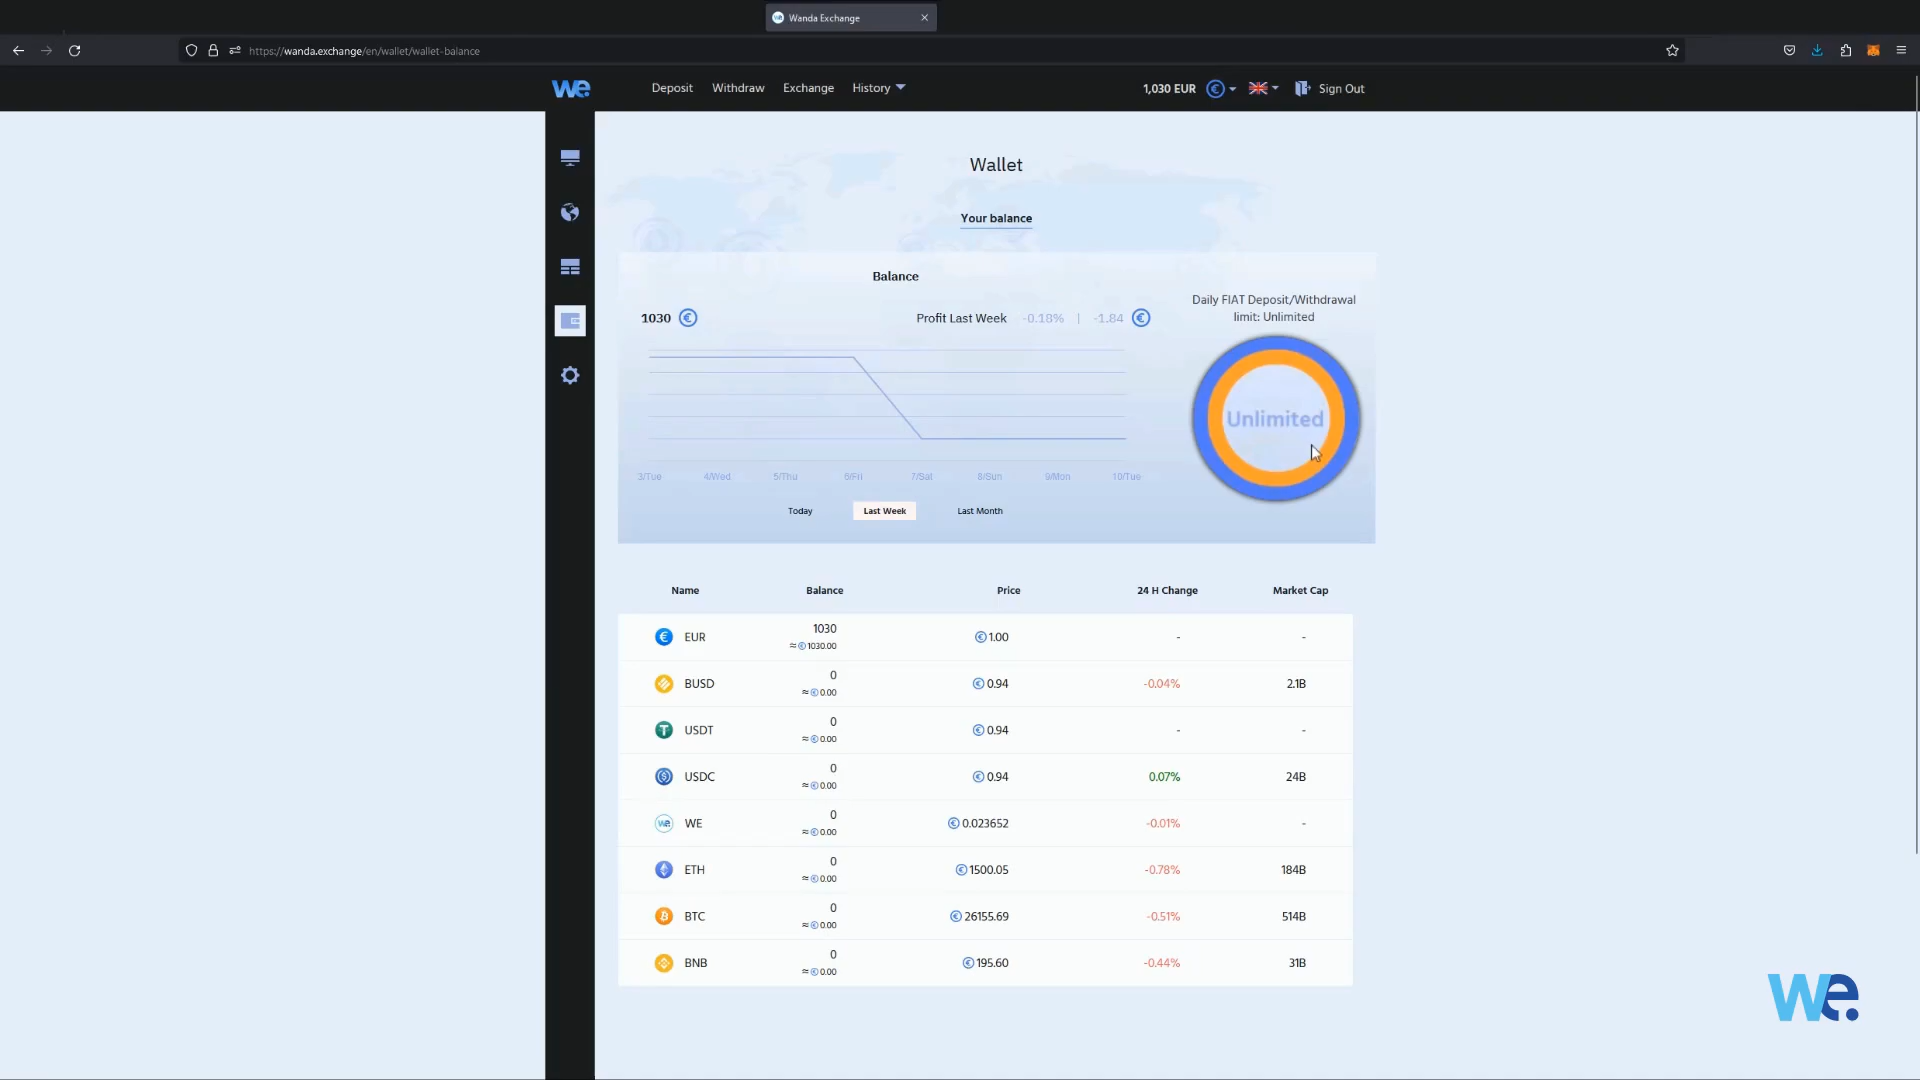 Wanda Exchange
https://wanda.exchange/en/wallet/wallet-balance
we.
Deposit
Withdraw
Exchange
History
1,030 EUR
Sign Out
Wallet
Your balance
Balance
1030
Profit Last Week -0.18% | -1.84
Daily FIAT Deposit/Withdrawal
limit: Unlimited
Unlimited
3/Tue 4/Wed 5/Thu 6/Fri 7/Sat 8/Sun 9/Mon 10/Tue
Today Last Week Last Month
Name Balance Price 24 H Change Market Cap
EUR 1030 € 1.00 - -
≈ € 1030.00
BUSD 0 € 0.94 -0.04% 2.1B
≈ € 0.00
USDT 0 € 0.94 - -
≈ € 0.00
USDC 0 € 0.94 0.07% 24B
≈ € 0.00
WE 0 € 0.023652 -0.01% -
≈ € 0.00
ETH 0 € 1500.05 -0.78% 184B
≈ € 0.00
BTC 0 € 26155.69 -0.51% 514B
≈ € 0.00
BNB 0 € 195.60 -0.44% 31B
≈ € 0.00
we.